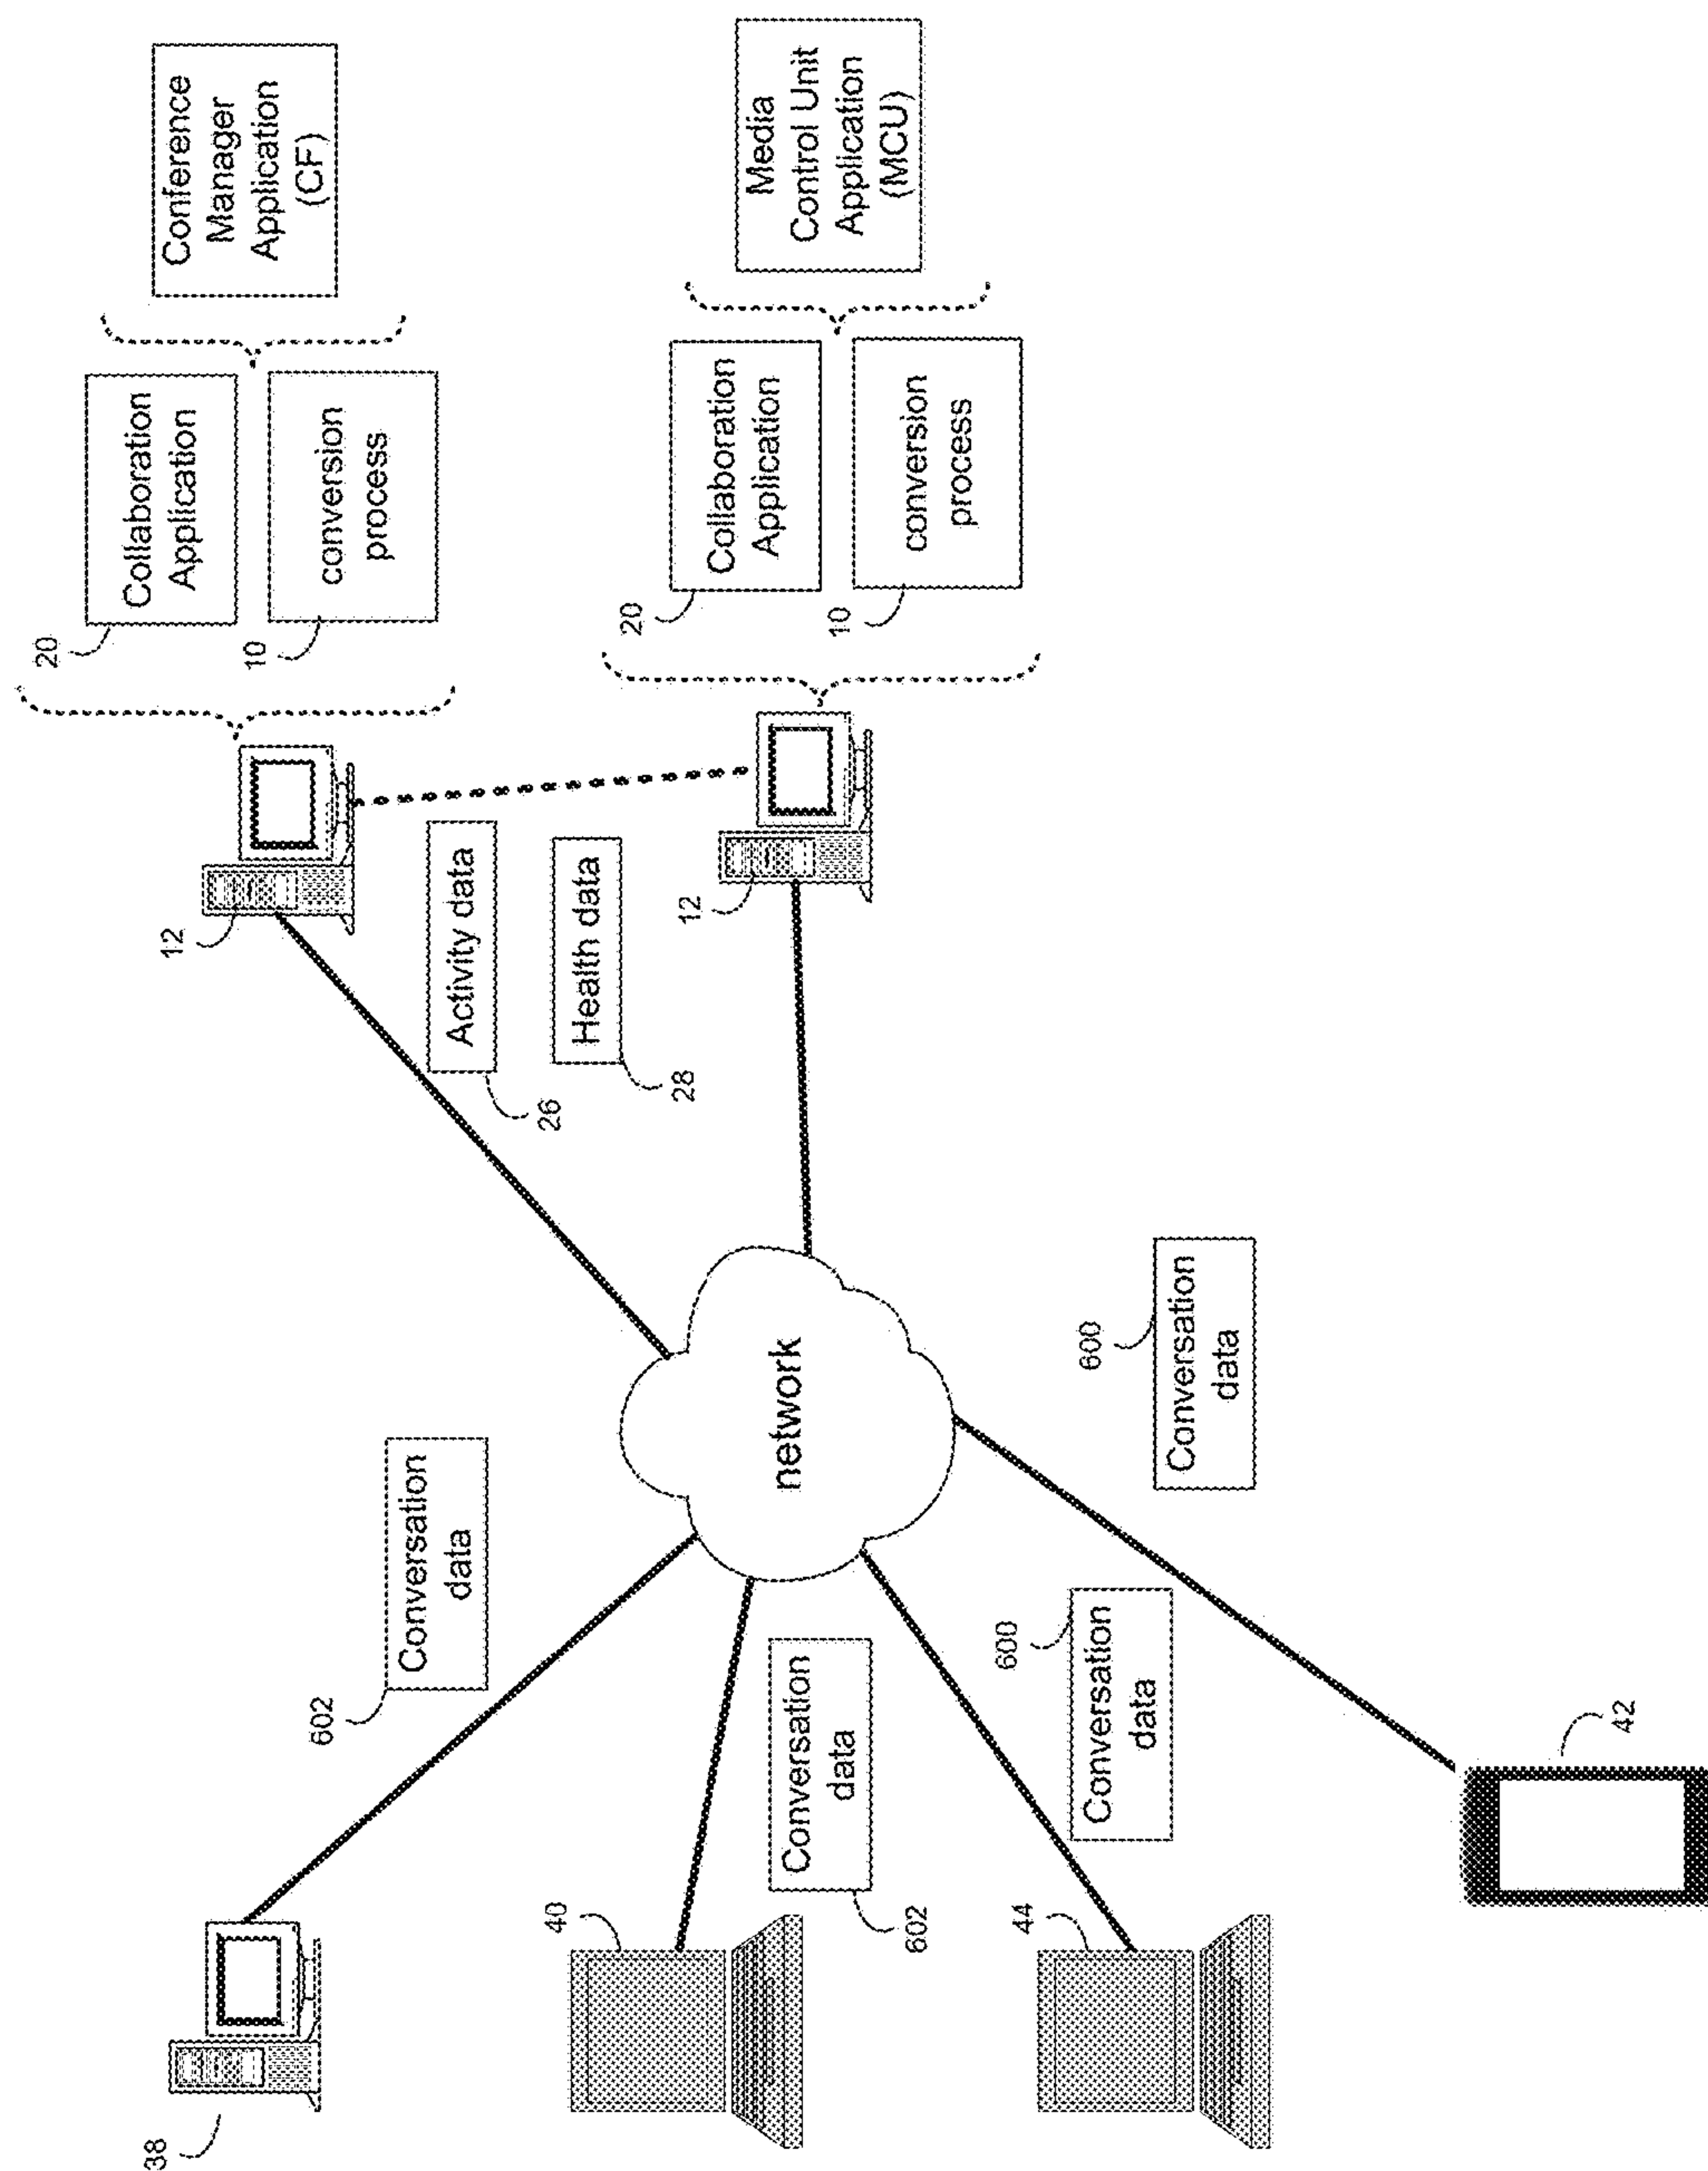 38
20
Collaboration
Application
10
conversion
process
Conference
Manager
Application
(CF)
12
602
Conversation
data
Activity data
26
Health data
28
40
network
12
20
Collaboration
Application
10
conversion
process
Media
Control Unit
Application
(MCU)
Conversation
data
602
44
600
Conversation
data
600
Conversation
data
42